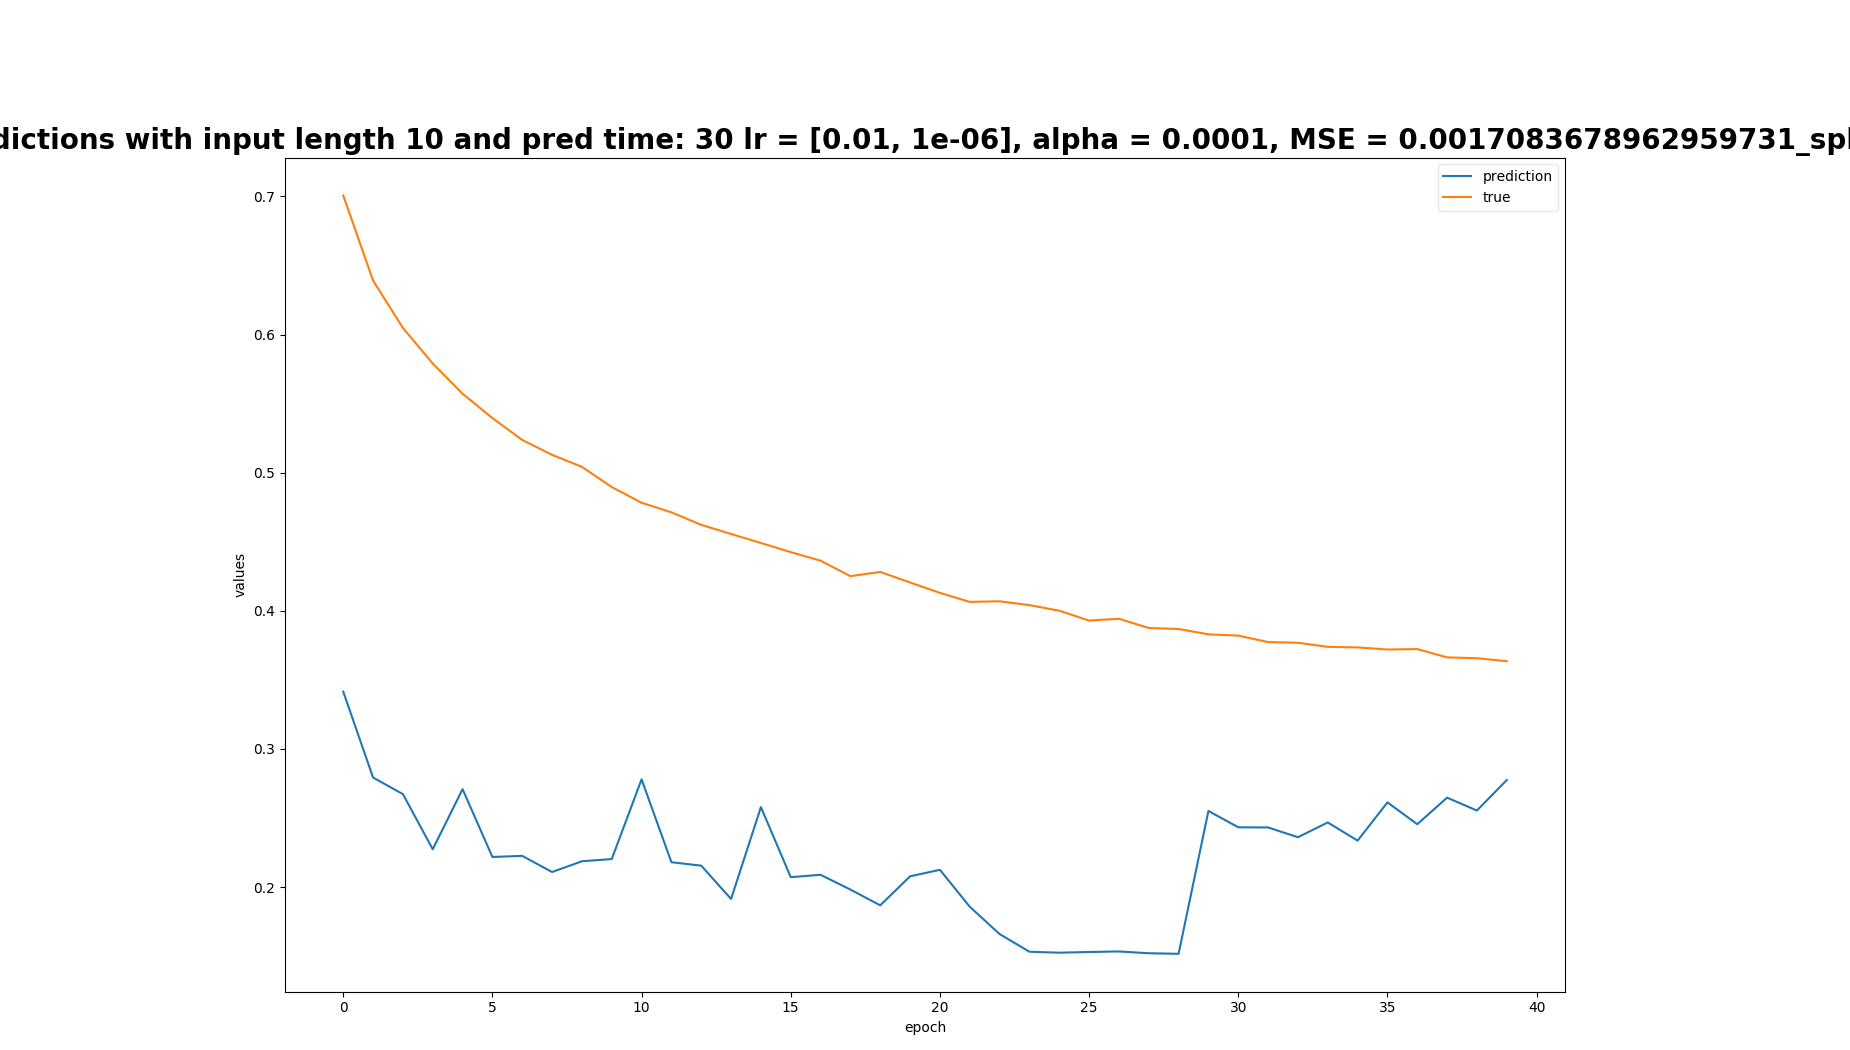 dictions with input length 10 and pred time: 30 lr = [0.01, 1e-06], alpha = 0.0001, MSE = 0.0017083678962959731_spl
prediction
true
0.7
0.6
0.5
0.4
0.3
0.2
values
0 5 10 15 20 25 30 35 40
epoch